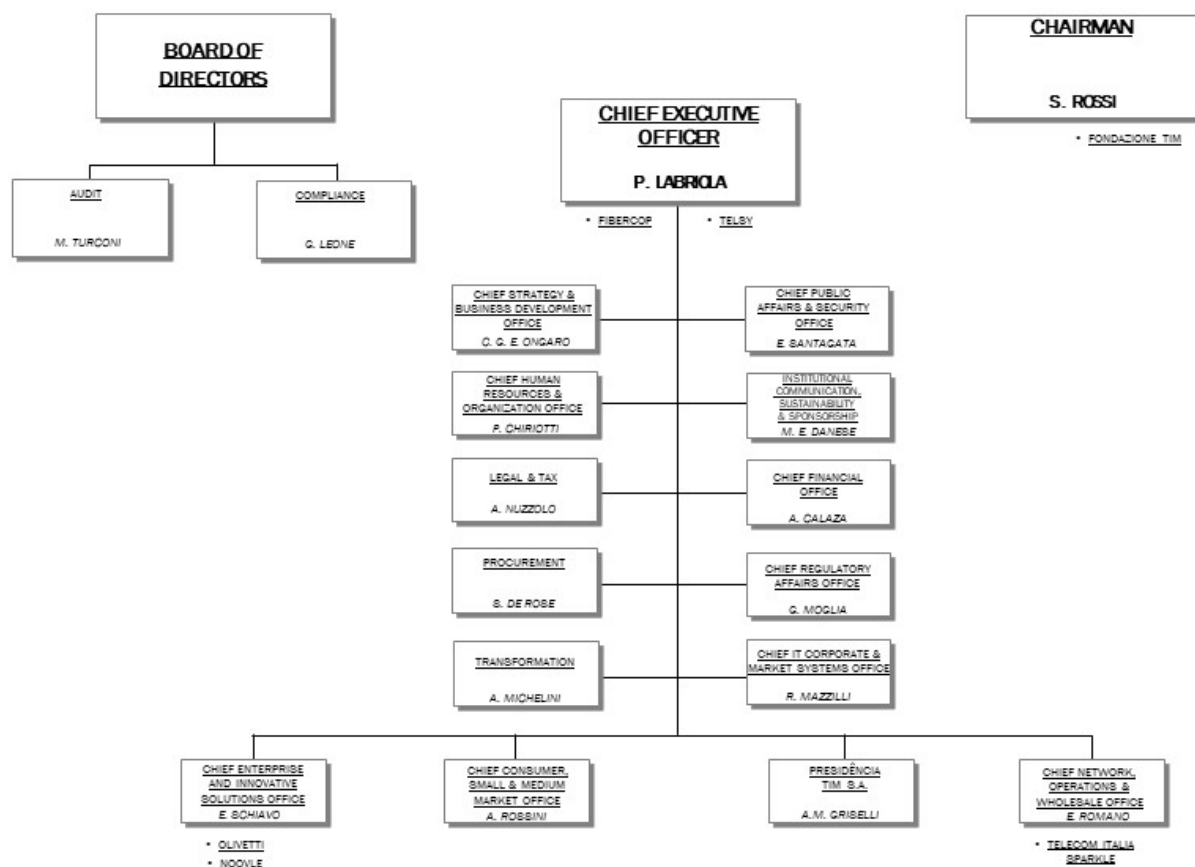 BOARD OF
DIRECTORS
CHAIRMAN
S. ROSSI
• FONDAZIONE TIM
CHIEF EXECUTIVE
OFFICER
P. LABRIOLA
• FIBERCOP
• TELSY
AUDIT
M. TURCONI
COMPLIANCE
G. LEONE
CHIEF STRATEGY &
BUSINESS DEVELOPMENT
OFFICE
C. G. E. ONGARO
CHIEF PUBLIC
AFFAIRS & SECURITY
OFFICE
E. SANTAGATA
CHIEF HUMAN
RESOURCES &
ORGANIZATION OFFICE
P. CHIRIOTTI
INSTITUTIONAL
COMMUNICATION,
SUSTAINABILITY
& SPONSORSHIP
M. E. DANESE
LEGAL & TAX
A. NUZZOLO
CHIEF FINANCIAL
OFFICE
A. CALAZA
PROCUREMENT
S. DE ROSE
CHIEF REGULATORY
AFFAIRS OFFICE
G. MOGLIA
TRANSFORMATION
A. MICHELINI
CHIEF IT CORPORATE &
MARKET SYSTEMS OFFICE
R. MAZZILLI
CHIEF ENTERPRISE
AND INNOVATIVE
SOLUTIONS OFFICE
E. SCHIAVO
• OLIVETTI
• NOOVLE
CHIEF CONSUMER,
SMALL & MEDIUM
MARKET OFFICE
A. ROSSINI
PRESIDÊNCIA
TIM S.A.
A.M. GRISELLI
CHIEF NETWORK,
OPERATIONS &
WHOLESALE OFFICE
E. ROMANO
• TELECOM ITALIA
SPARKLE